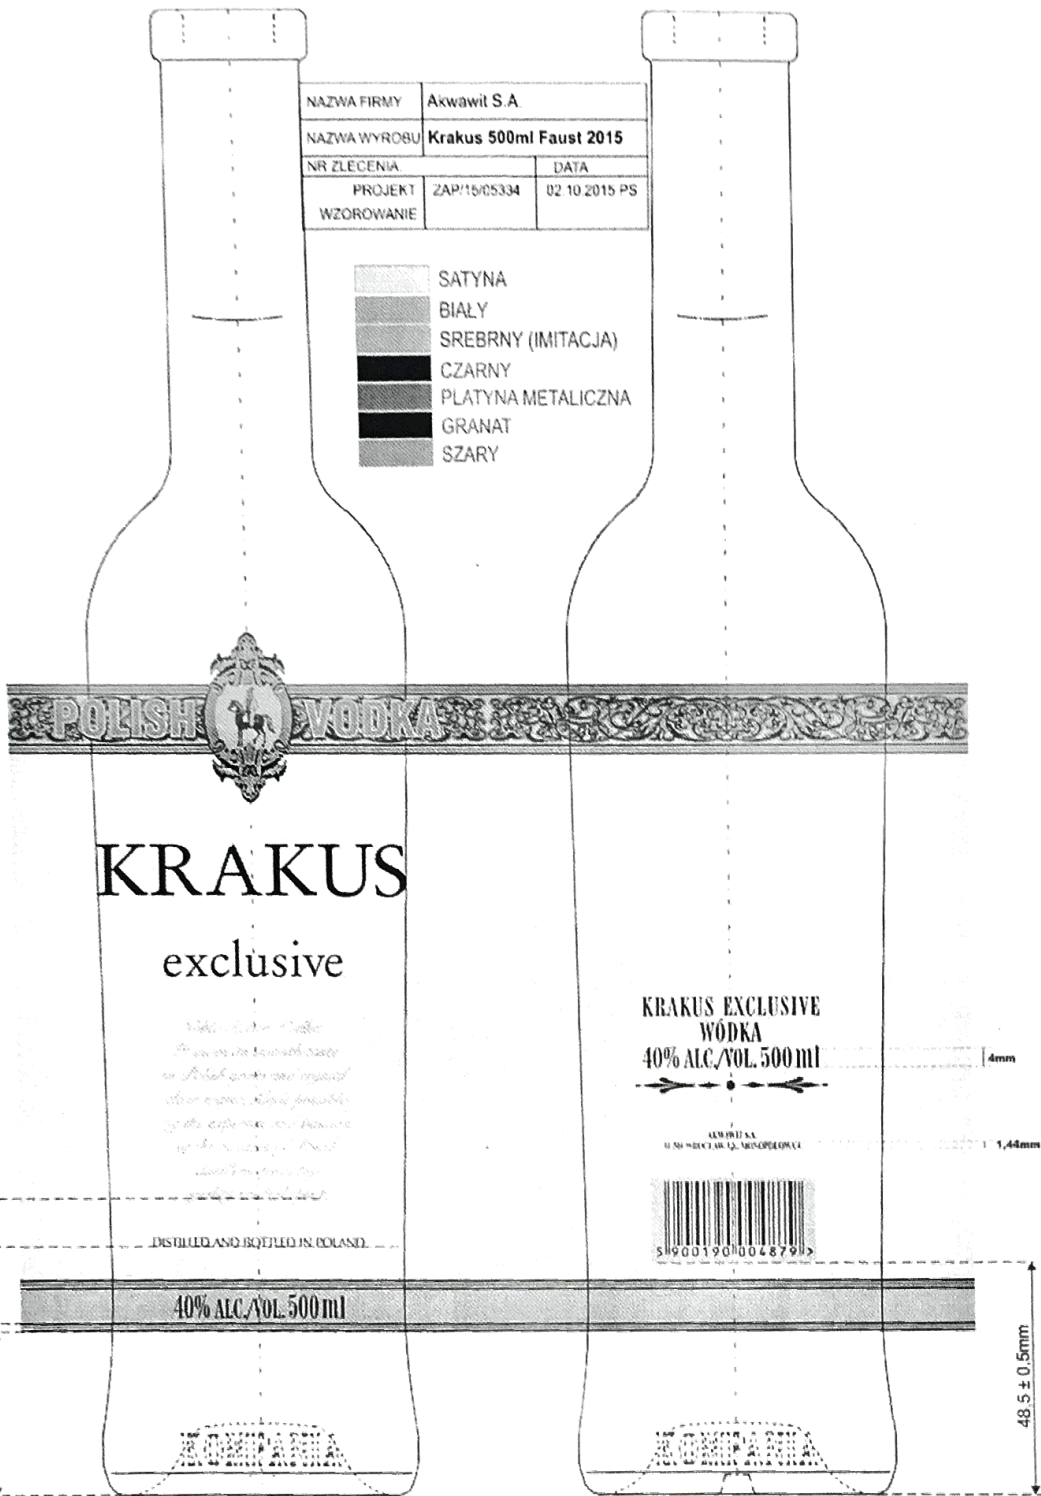 NAZWA FIRMY Akwawit S.A.
NAZWA WYROBU Krakus 500ml Faust 2015
NR ZLECENIA. DATA
PROJEKT WZOROWANIE ZAP/15/05334 02.10.2015 PS
SATYNA
BIAŁY
SREBRNY (IMITACJA)
CZARNY
PLATYNA METALICZNA
GRANAT
SZARY
POLISH VODKA
KRAKUS
exclusive
DISTILLED AND BOTTLED IN POLAND
40% ALC./VOL. 500 ml
KOMPANIA
KRAKUS EXCLUSIVE
WÓDKA
40% ALC./VOL. 500 ml
4mm
AKWAWIT S.A.
1,44mm
5 900190 004879 >
48.5 ± 0.5mm
KOMPANIA